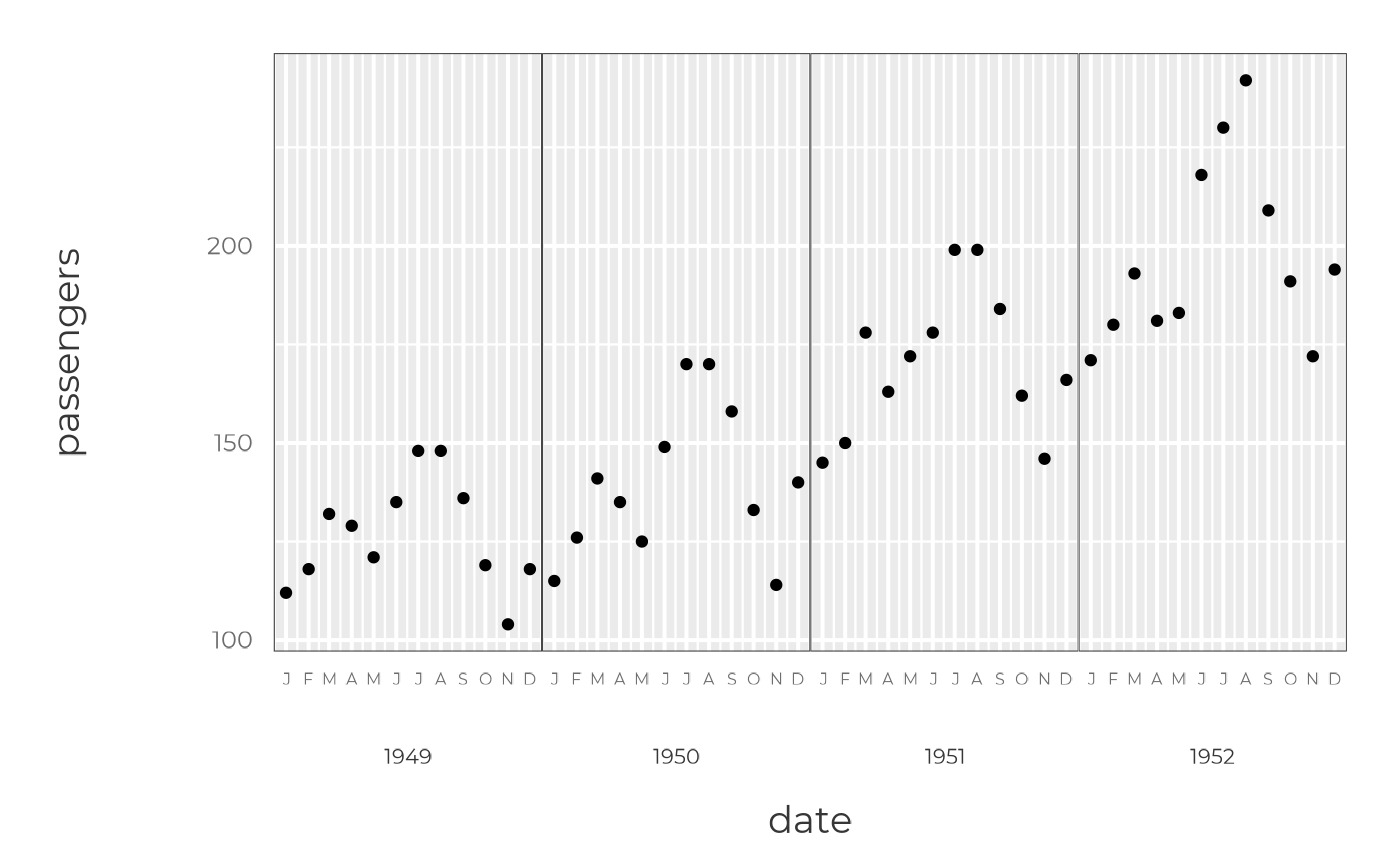 passengers
200
150
100
J F M A M J J A S O N D J F M A M J J A S O N D J F M A M J J A S O N D J F M A M J J A S O N D
1949 1950 1951 1952
date